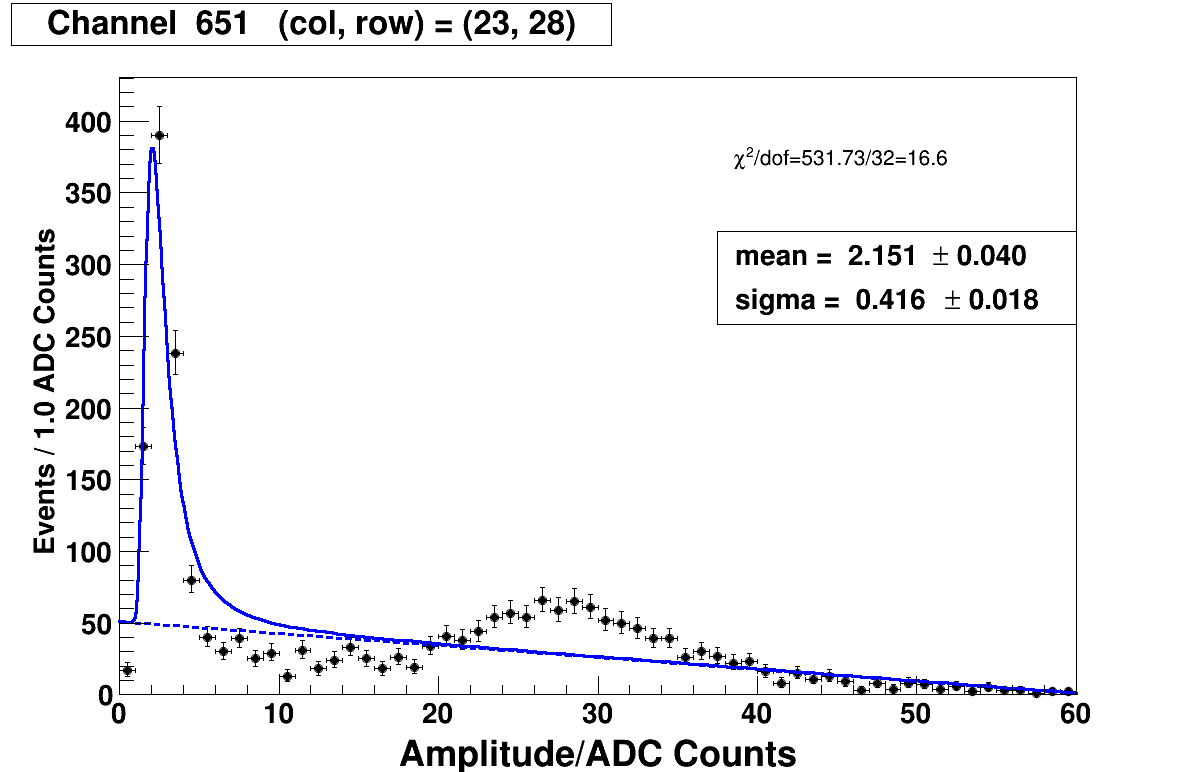 Channel 651 (col, row) = (23, 28)
χ²/dof=531.73/32=16.6
mean = 2.151 ± 0.040
sigma = 0.416 ± 0.018
Events / 1.0 ADC Counts
400
350
300
250
200
150
100
50
0
0 10 20 30 40 50 60
Amplitude/ADC Counts